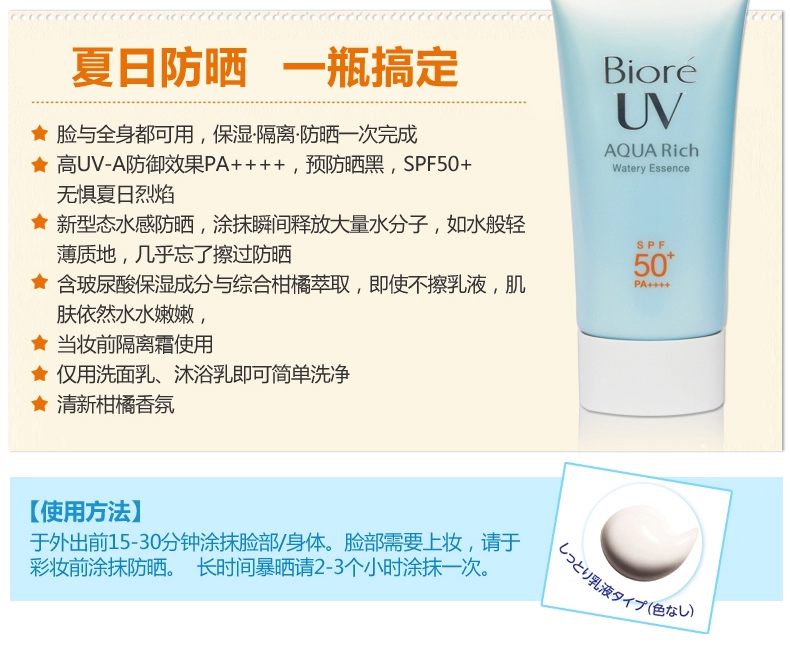 夏日防晒 一瓶搞定
脸与全身都可用，保湿·隔离·防晒一次完成
高UV-A防御效果PA++++，预防晒黑，SPF50+
无惧夏日烈焰
新型态水感防晒，涂抹瞬间释放大量水分子，如水般轻
薄质地，几乎忘了擦过防晒
含玻尿酸保湿成分与综合柑橘萃取，即使不擦乳液，肌
肤依然水水嫩嫩，
当妆前隔离霜使用
仅用洗面乳、沐浴乳即可简单洗净
清新柑橘香氛
Bioré
UV
AQUA Rich
Watery Essence
SPF
50+
PA++++
【使用方法】
于外出前15-30分钟涂抹脸部/身体。脸部需要上妆，请于
彩妆前涂抹防晒。 长时间暴晒请2-3个小时涂抹一次。
しっとり乳液タイプ（色なし）